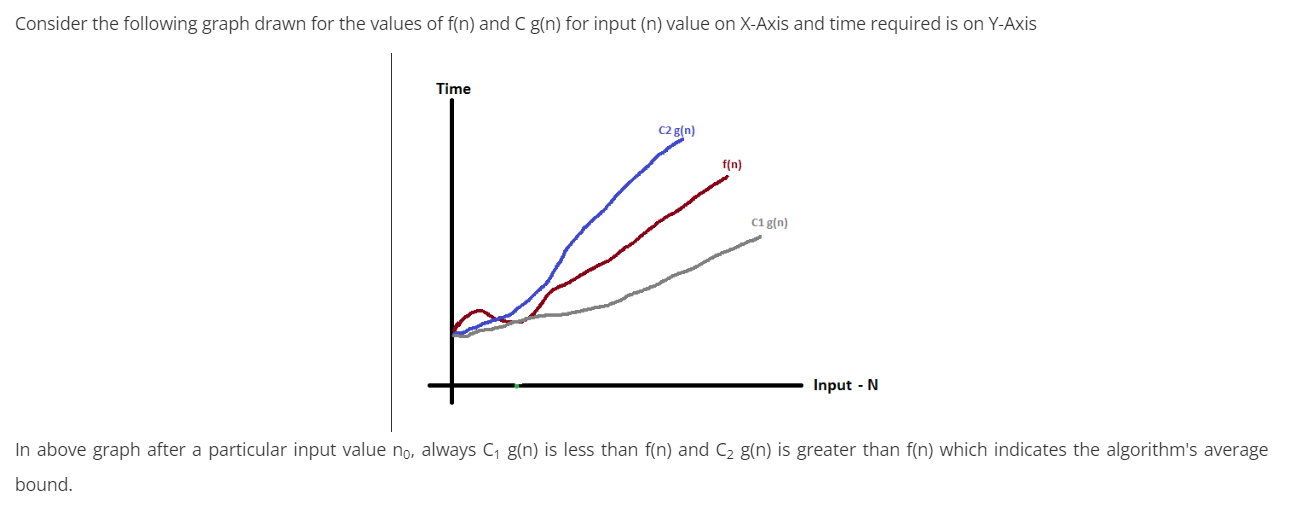 Consider the following graph drawn for the values of f(n) and C g(n) for input (n) value on X-Axis and time required is on Y-Axis
Time
C2 g(n)
f(n)
C1 g(n)
Input - N
In above graph after a particular input value n₀, always C₁ g(n) is less than f(n) and C₂ g(n) is greater than f(n) which indicates the algorithm's average
bound.